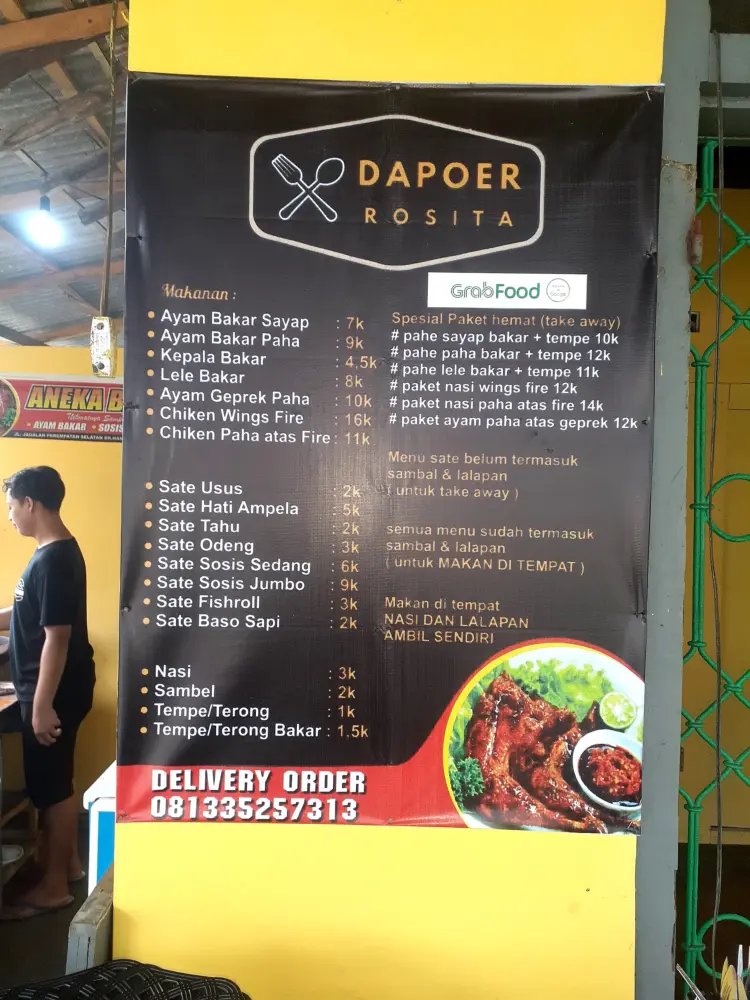 DAPOER
ROSITA
GrabFood
Makanan :
• Ayam Bakar Sayap : 7k
• Ayam Bakar Paha : 9k
• Kepala Bakar : 4,5k
• Lele Bakar : 8k
• Ayam Geprek Paha : 10k
• Chiken Wings Fire : 16k
• Chiken Paha atas Fire : 11k
• Sate Usus : 2k
• Sate Hati Ampela : 5k
• Sate Tahu : 2k
• Sate Odeng : 3k
• Sate Sosis Sedang : 6k
• Sate Sosis Jumbo : 9k
• Sate Fishroll : 3k
• Sate Baso Sapi : 2k
• Nasi : 3k
• Sambel : 2k
• Tempe/Terong : 1k
• Tempe/Terong Bakar : 1,5k
Spesial Paket hemat (take away)
# pahe sayap bakar + tempe 10k
# pahe paha bakar + tempe 12k
# pahe lele bakar + tempe 11k
# paket nasi wings fire 12k
# paket nasi paha atas fire 14k
# paket ayam paha atas geprek 12k
Menu sate belum termasuk
sambal & lalapan
( untuk take away )
semua menu sudah termasuk
sambal & lalapan
( untuk MAKAN DI TEMPAT )
Makan di tempat
NASI DAN LALAPAN
AMBIL SENDIRI
DELIVERY ORDER
081335257313
ANEKA B
• AYAM BAKAR • SOSIS